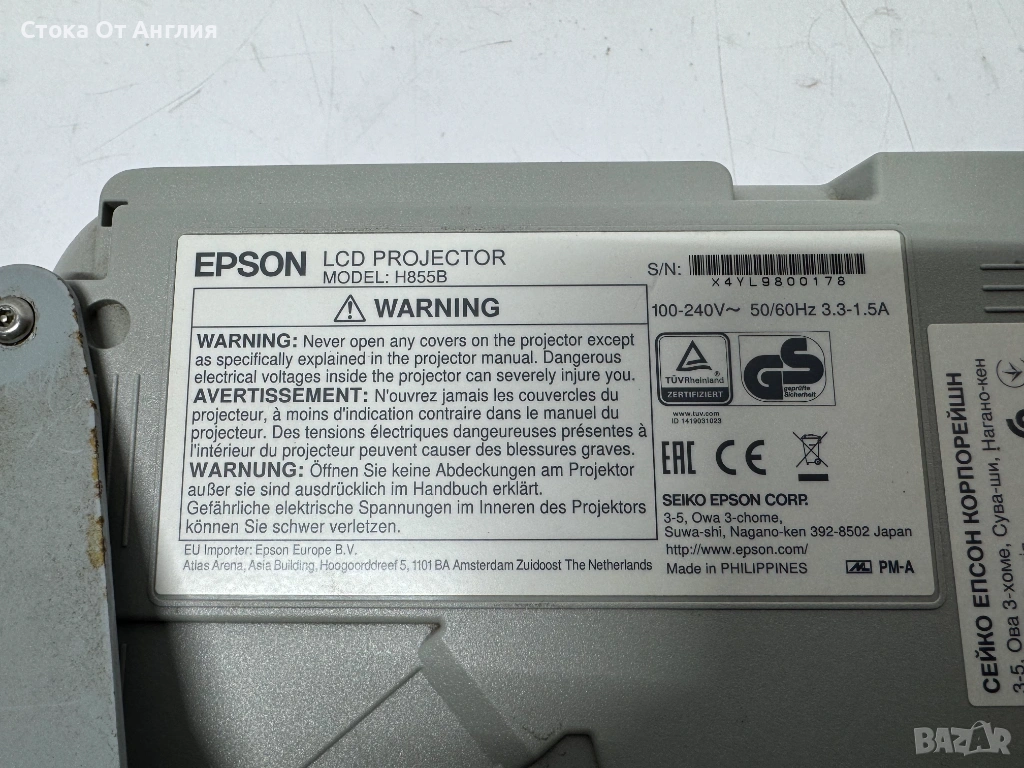 Стока От Англия
EPSON LCD PROJECTOR
MODEL: H855B
WARNING
WARNING: Never open any covers on the projector except
as specifically explained in the projector manual. Dangerous
electrical voltages inside the projector can severely injure you.
AVERTISSEMENT: N'ouvrez jamais les couvercles du
projecteur, à moins d'indication contraire dans le manuel du
projecteur. Des tensions électriques dangeureuses présentes à
l'intérieur du projecteur peuvent causer des blessures graves.
WARNUNG: Öffnen Sie keine Abdeckungen am Projektor
außer sie sind ausdrücklich im Handbuch erklärt.
Gefährliche elektrische Spannungen im Inneren des Projektors
können Sie schwer verletzen.
EU Importer: Epson Europe B.V.
Atlas Arena, Asia Building, Hoogoorddreef 5, 1101 BA Amsterdam Zuidoost The Netherlands
S/N:
X4YL9800178
100-240V~ 50/60Hz 3.3-1.5A
TÜVRheinland
ZERTIFIZIERT
GS
geprüfte
Sicherheit
www.tuv.com
ID 1419031023
EAC CE
SEIKO EPSON CORP.
3-5, Owa 3-chome,
Suwa-shi, Nagano-ken 392-8502 Japan
http://www.epson.com/
Made in PHILIPPINES
PM-A
СЕЙКО ЕПСОН КОРПОРЕЙШН
3-5, Ова 3-хоме, Сува-ши, Нагано-кен
BAZAR